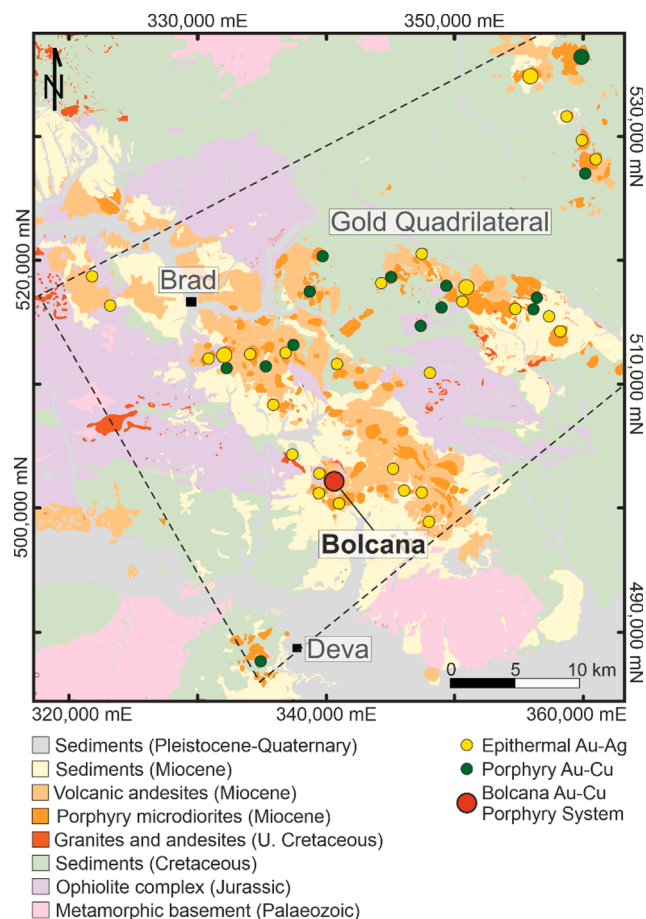 330,000 mE
350,000 mE
N
530,000 mN
Gold Quadrilateral
520,000 mN
Brad
510,000 mN
500,000 mN
Bolcana
490,000 mN
Deva
0 5 10 km
320,000 mE
340,000 mE
360,000 mE
Sediments (Pleistocene-Quaternary)
Sediments (Miocene)
Volcanic andesites (Miocene)
Porphyry microdiorites (Miocene)
Granites and andesites (U. Cretaceous)
Sediments (Cretaceous)
Ophiolite complex (Jurassic)
Metamorphic basement (Palaeozoic)
Epithermal Au-Ag
Porphyry Au-Cu
Bolcana Au-Cu
Porphyry System